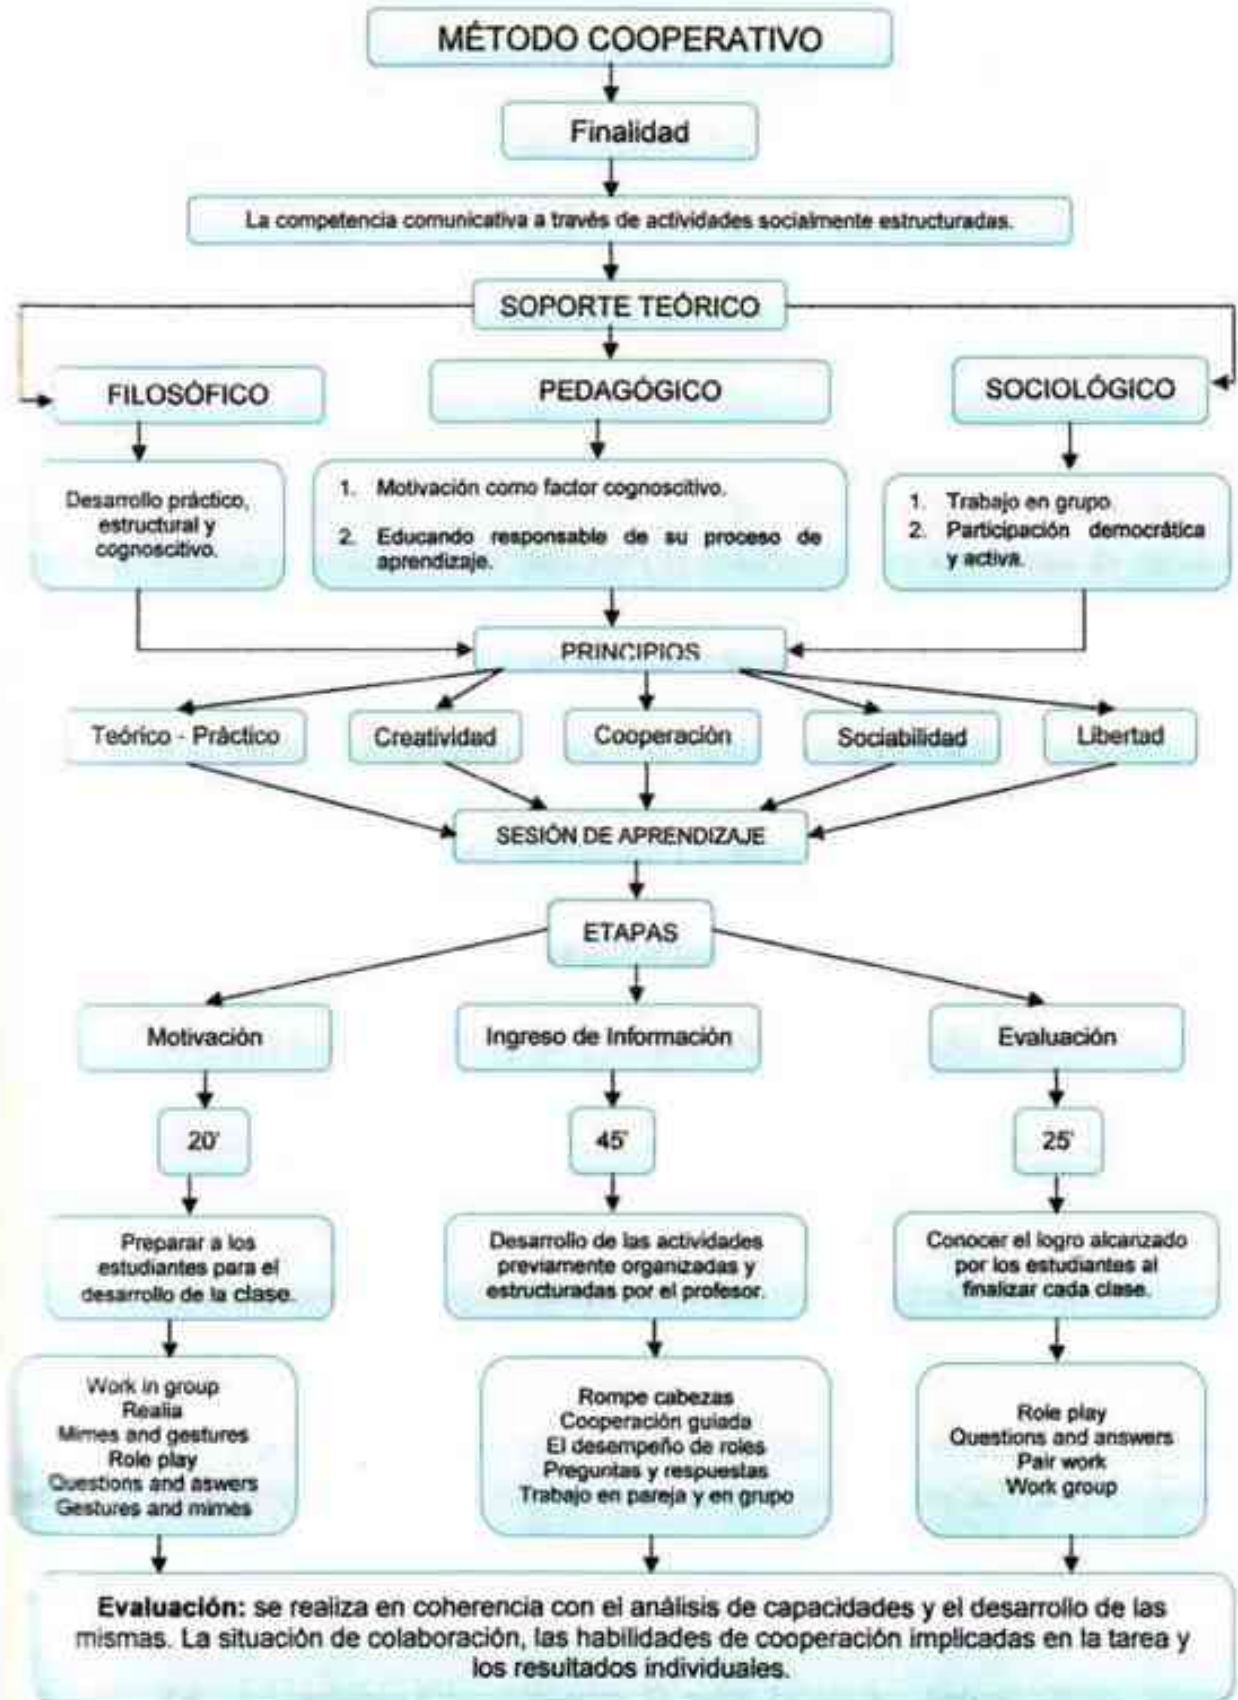 MÉTODO COOPERATIVO
Finalidad
La competencia comunicativa a través de actividades socialmente estructuradas.
SOPORTE TEÓRICO
FILOSÓFICO
PEDAGÓGICO
SOCIOLÓGICO
Desarrollo práctico,
estructural y
cognoscitivo.
1. Motivación como factor cognoscitivo.
2. Educando responsable de su proceso de
aprendizaje.
1. Trabajo en grupo.
2. Participación democrática
y activa.
PRINCIPIOS
Teórico - Práctico
Creatividad
Cooperación
Sociabilidad
Libertad
SESIÓN DE APRENDIZAJE
ETAPAS
Motivación
Ingreso de Información
Evaluación
20'
45'
25'
Preparar a los
estudiantes para el
desarrollo de la clase.
Desarrollo de las actividades
previamente organizadas y
estructuradas por el profesor.
Conocer el logro alcanzado
por los estudiantes al
finalizar cada clase.
Work in group
Realia
Mimes and gestures
Role play
Questions and aswers
Gestures and mimes
Rompe cabezas
Cooperación guiada
El desempeño de roles
Preguntas y respuestas
Trabajo en pareja y en grupo
Role play
Questions and answers
Pair work
Work group
Evaluación: se realiza en coherencia con el análisis de capacidades y el desarrollo de las
mismas. La situación de colaboración, las habilidades de cooperación implicadas en la tarea y
los resultados individuales.